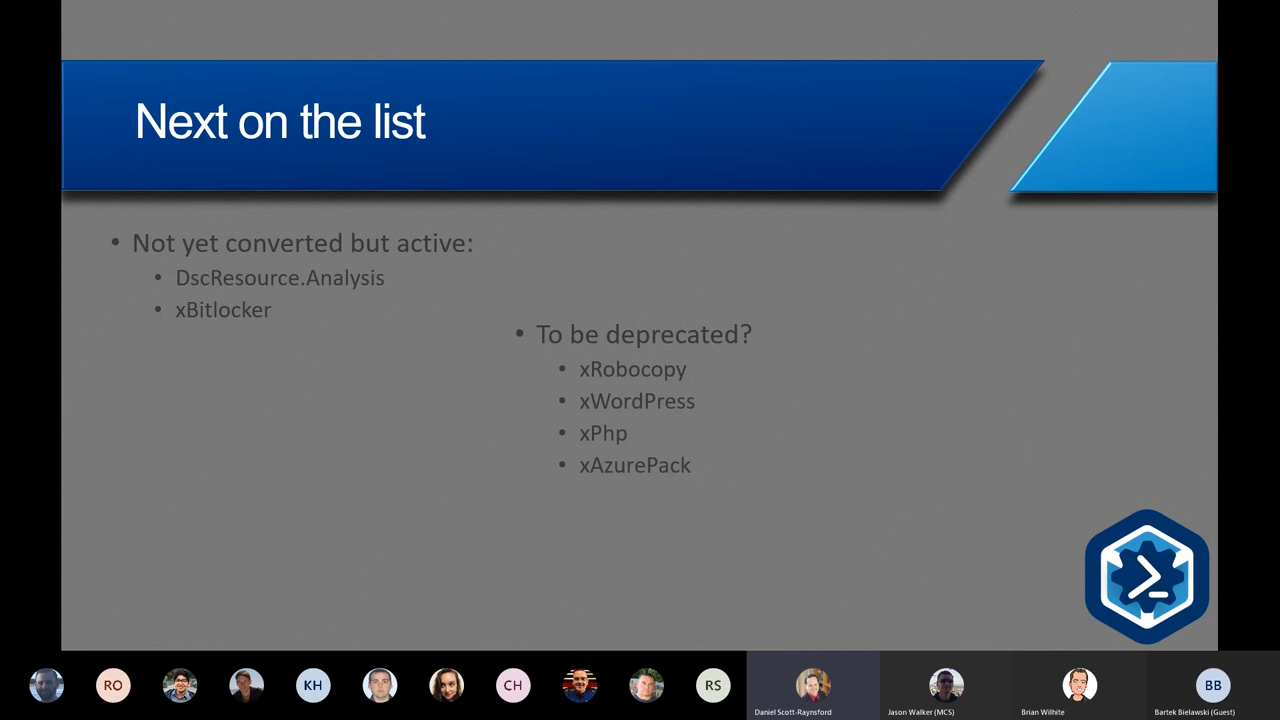 Next on the list
• Not yet converted but active:
• DscResource.Analysis
• xBitlocker
• To be deprecated?
• xRobocopy
• xWordPress
• xPhp
• xAzurePack
RO
KH
CH
RS
BB
Daniel Scott-Raynsford
Jason Walker (MCS)
Brian Wilhite
Bartek Bielawski (Guest)